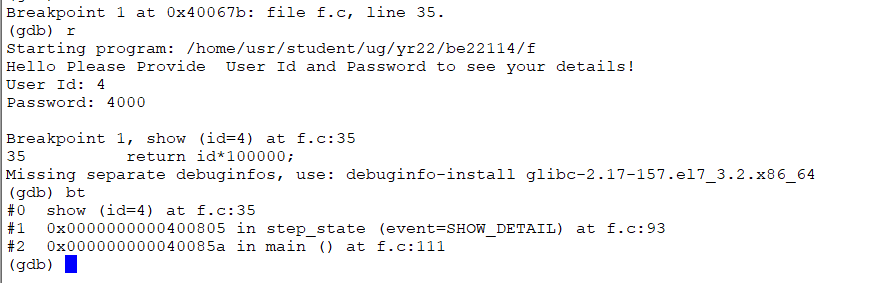 Breakpoint 1 at 0x40067b: file f.c, line 35.
(gdb) r
Starting program: /home/usr/student/ug/yr22/be22114/f
Hello Please Provide  User Id and Password to see your details!
User Id: 4
Password: 4000
Breakpoint 1, show (id=4) at f.c:35
35          return id*100000;
Missing separate debuginfos, use: debuginfo-install glibc-2.17-157.el7_3.2.x86_64
(gdb) bt
#0  show (id=4) at f.c:35
#1  0x0000000000400805 in step_state (event=SHOW_DETAIL) at f.c:93
#2  0x000000000040085a in main () at f.c:111
(gdb)